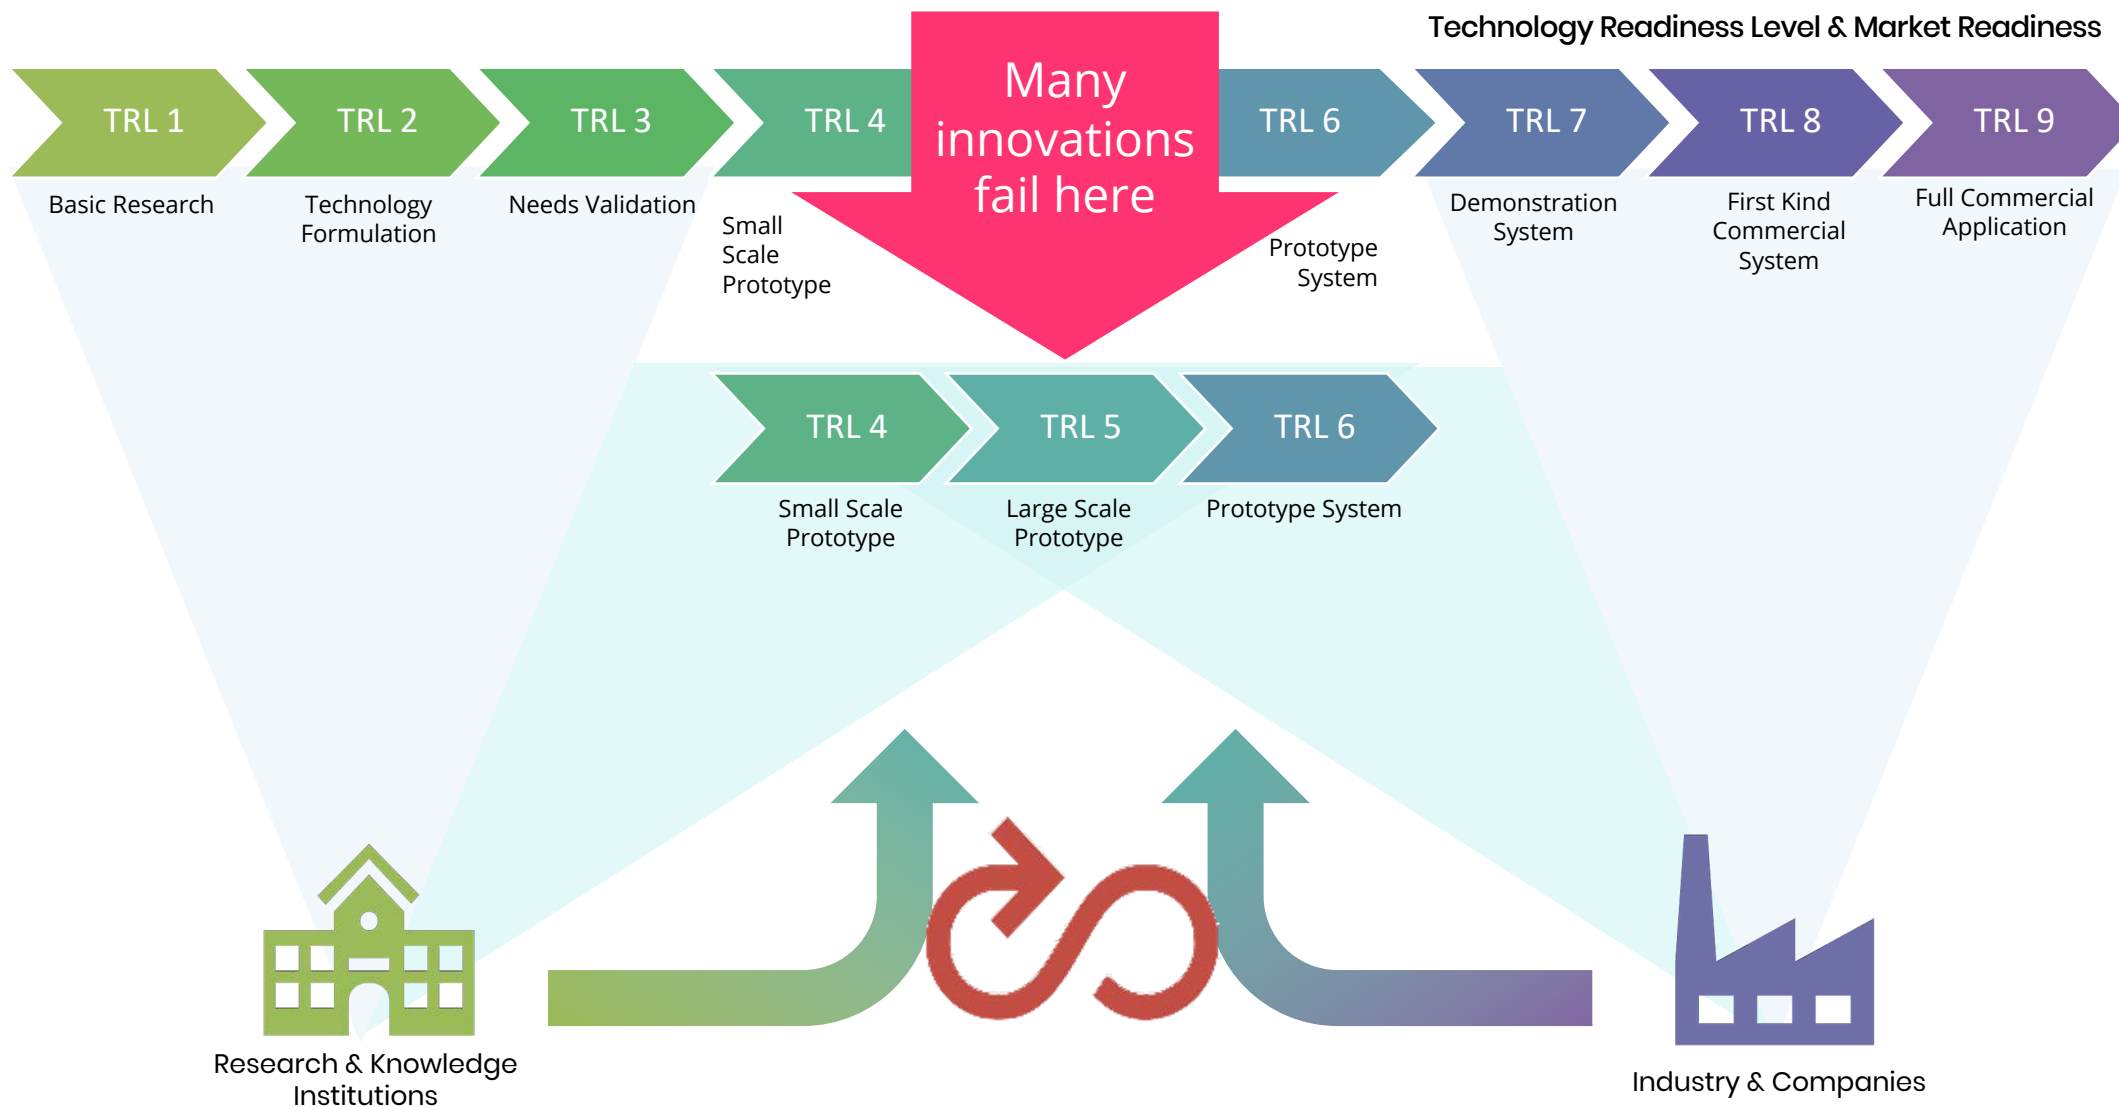 Technology Readiness Level & Market Readiness
TRL 1
TRL 2
TRL 3
TRL 4
Many
innovations
fail here
TRL 6
TRL 7
TRL 8
TRL 9
Basic Research
Technology
Formulation
Needs Validation
Small
Scale
Prototype
Prototype
System
Demonstration
System
First Kind
Commercial
System
Full Commercial
Application
TRL 4
TRL 5
TRL 6
Small Scale
Prototype
Large Scale
Prototype
Prototype System
Research & Knowledge
Institutions
Industry & Companies